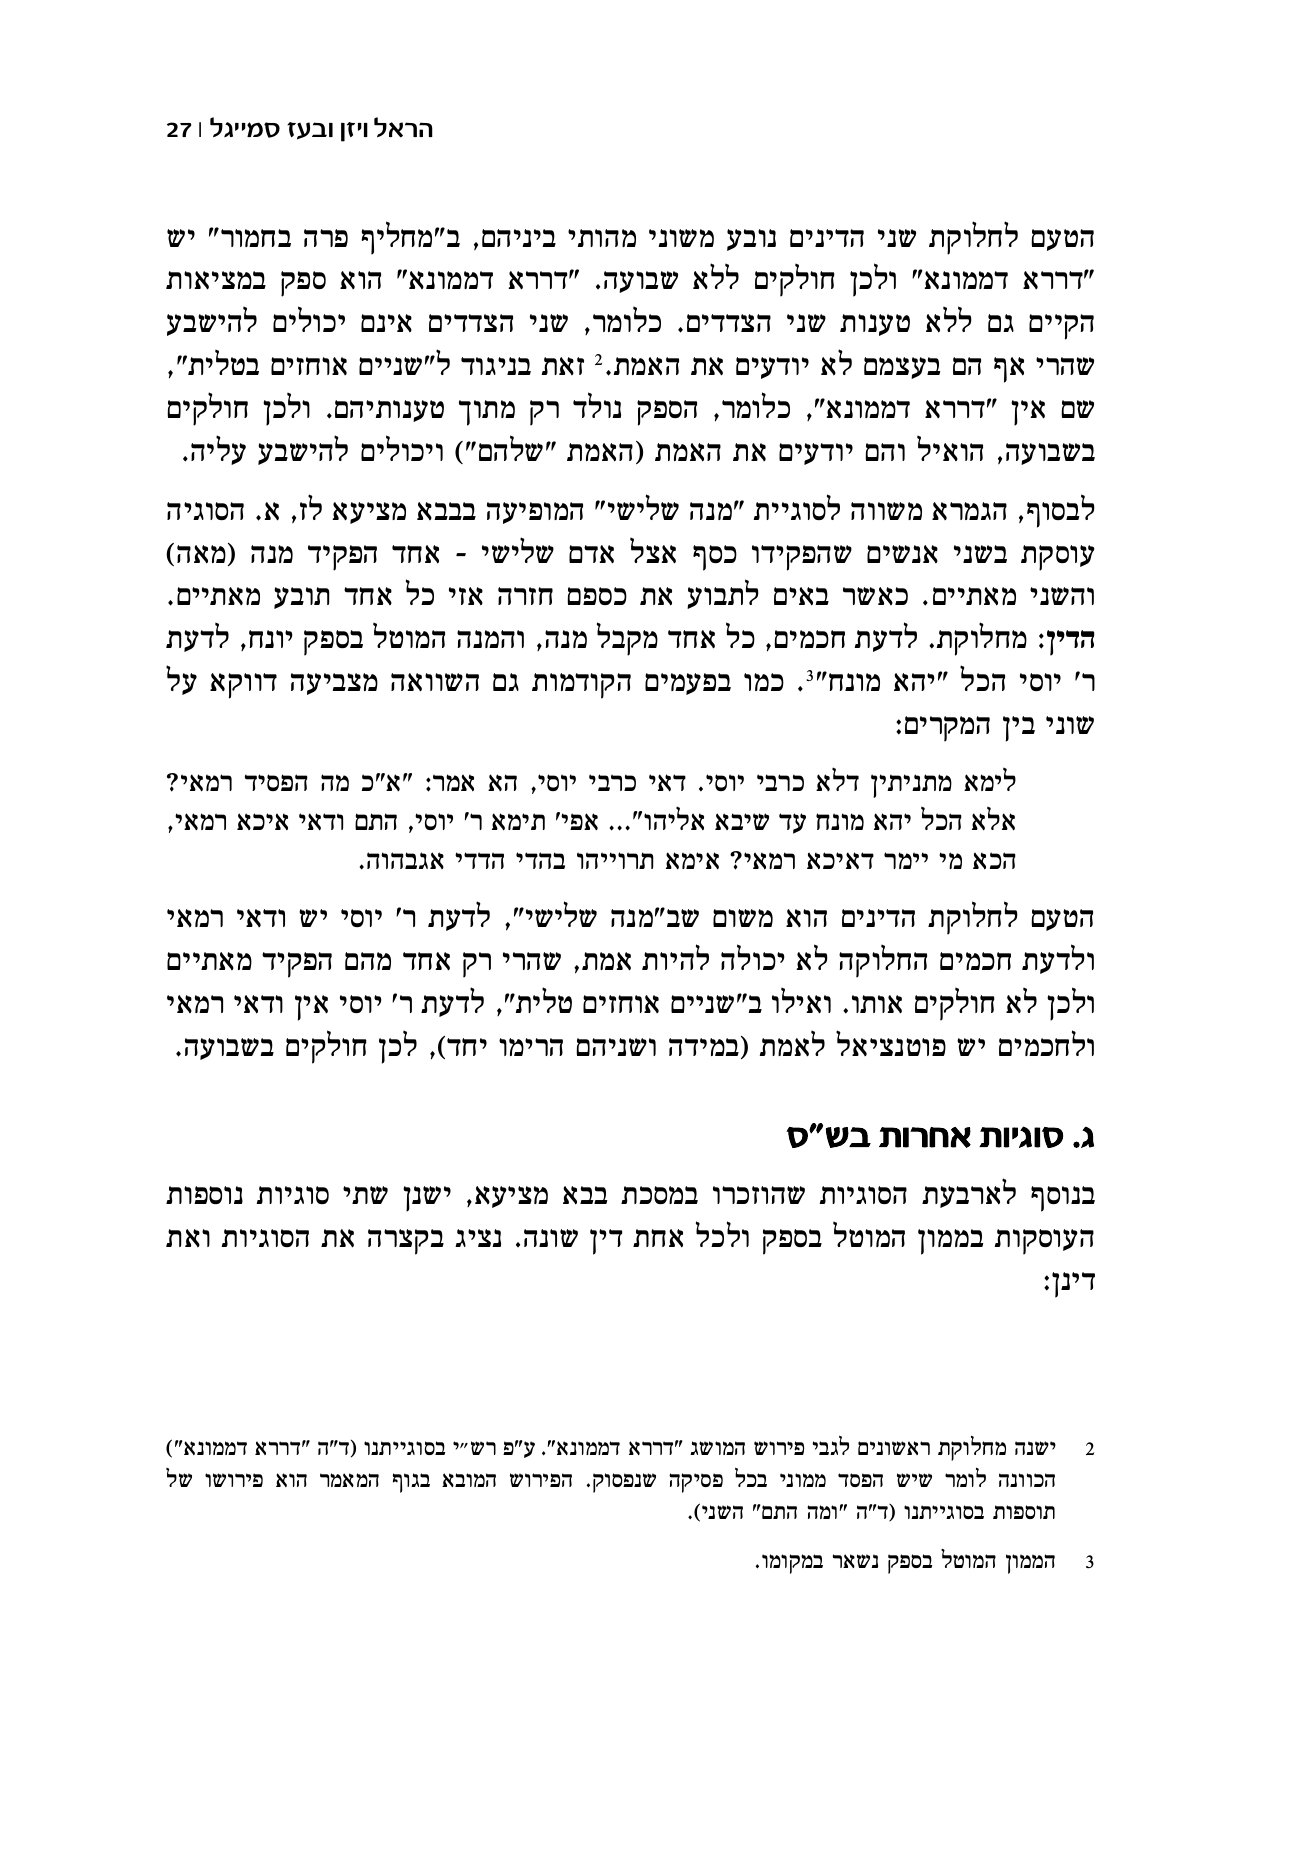 הראל ויזן ובעז סמייגל | 27
הטעם לחלוקת שני הדינים נובע משוני מהותי ביניהם, ב"מחליף פרה בחמור" יש
"דררא דממונא" ולכן חולקים ללא שבועה. "דררא דממונא" הוא ספק במציאות
הקיים גם ללא טענות שני הצדדים. כלומר, שני הצדדים אינם יכולים להישבע
שהרי אף הם בעצמם לא יודעים את האמת.2 זאת בניגוד ל"שניים אוחזים בטלית",
שם אין "דררא דממונא", כלומר, הספק נולד רק מתוך טענותיהם. ולכן חולקים
בשבועה, הואיל והם יודעים את האמת (האמת "שלהם") ויכולים להישבע עליה.
לבסוף, הגמרא משווה לסוגיית "מנה שלישי" המופיעה בבבא מציעא לז, א. הסוגיה
עוסקת בשני אנשים שהפקידו כסף אצל אדם שלישי - אחד הפקיד מנה (מאה)
והשני מאתיים. כאשר באים לתבוע את כספם חזרה אזי כל אחד תובע מאתיים.
הדין: מחלוקת. לדעת חכמים, כל אחד מקבל מנה, והמנה המוטל בספק יונח, לדעת
ר' יוסי הכל "יהא מונח"3. כמו בפעמים הקודמות גם השוואה מצביעה דווקא על
שוני בין המקרים:
לימא מתניתין דלא כרבי יוסי. דאי כרבי יוסי, הא אמר: "א"כ מה הפסיד רמאי?
אלא הכל יהא מונח עד שיבא אליהו"... אפי' תימא ר' יוסי, התם ודאי איכא רמאי,
הכא מי יימר דאיכא רמאי? אימא תרוייהו בהדי הדדי אגבהוה.
הטעם לחלוקת הדינים הוא משום שב"מנה שלישי", לדעת ר' יוסי יש ודאי רמאי
ולדעת חכמים החלוקה לא יכולה להיות אמת, שהרי רק אחד מהם הפקיד מאתיים
ולכן לא חולקים אותו. ואילו ב"שניים אוחזים טלית", לדעת ר' יוסי אין ודאי רמאי
ולחכמים יש פוטנציאל לאמת (במידה ושניהם הרימו יחד), לכן חולקים בשבועה.
ג. סוגיות אחרות בש"ס
בנוסף לארבעת הסוגיות שהוזכרו במסכת בבא מציעא, ישנן שתי סוגיות נוספות
העוסקות בממון המוטל בספק ולכל אחת דין שונה. נציג בקצרה את הסוגיות ואת
דינן:
2 ישנה מחלוקת ראשונים לגבי פירוש המושג "דררא דממונא". ע"פ רש״י בסוגייתנו (ד"ה "דררא דממונא")
הכוונה לומר שיש הפסד ממוני בכל פסיקה שנפסוק. הפירוש המובא בגוף המאמר הוא פירושו של
תוספות בסוגייתנו (ד"ה "ומה התם" השני).
3 הממון המוטל בספק נשאר במקומו.